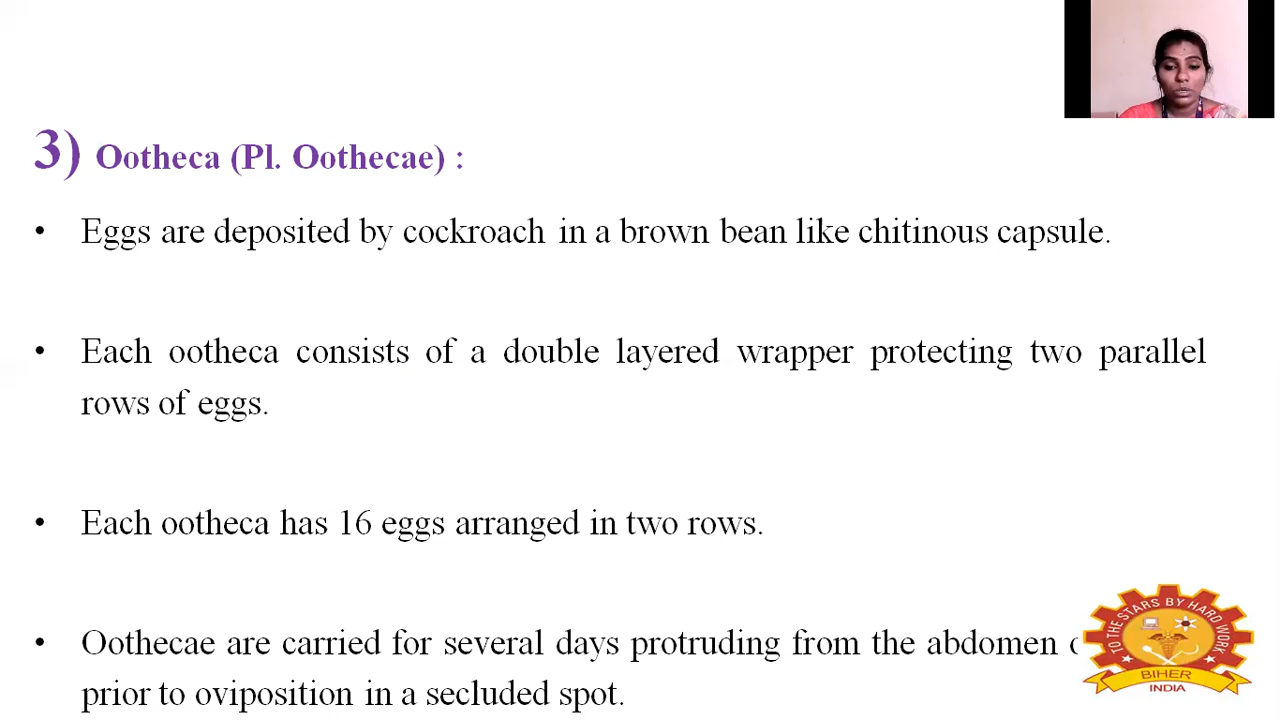 3) Ootheca (Pl. Oothecae) :
• Eggs are deposited by cockroach in a brown bean like chitinous capsule.
• Each ootheca consists of a double layered wrapper protecting two parallel
rows of eggs.
• Each ootheca has 16 eggs arranged in two rows.
• Oothecae are carried for several days protruding from the abdomen
prior to oviposition in a secluded spot.
TO THE STARS BY HARD WORK
BIHER
INDIA